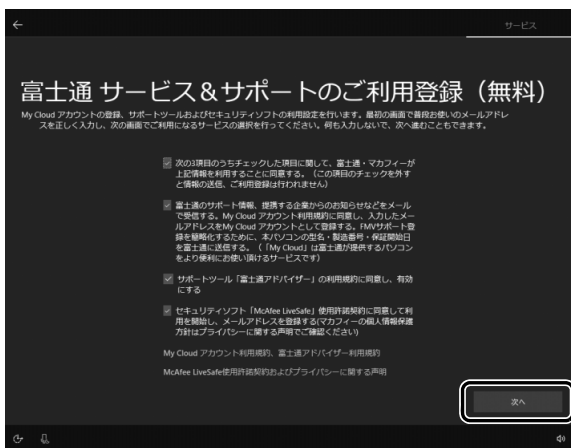 サービス
富士通 サービス＆サポートのご利用登録（無料）
My Cloud アカウントの登録、サポートツールおよびセキュリティソフトの利用設定を行います。最初の画面で普段お使いのメールアドレ
スを正しく入力し、次の画面でご利用になるサービスの選択を行ってください。何も入力しないで、次へ進むこともできます。
次の3項目のうちチェックした項目に関して、富士通・マカフィーが
上記情報を利用することに同意する。（この項目のチェックを外す
と情報の送信、ご利用登録は行われません）
富士通のサポート情報、提携する企業からのお知らせなどをメール
で受信する。My Cloud アカウント利用規約に同意し、入力したメー
ルアドレスをMy Cloud アカウントとして登録する。FMVサポート登
録を簡略化するために、本パソコンの型名・製造番号・保証開始日
を富士通に送信する。（「My Cloud」は富士通が提供するパソコン
をより便利にお使い頂けるサービスです）
サポートツール「富士通アドバイザー」の利用規約に同意し、有効
にする
セキュリティソフト「McAfee LiveSafe」使用許諾契約に同意して利
用を開始し、メールアドレスを登録する(マカフィーの個人情報保護
方針はプライバシーに関する声明でご確認ください)
My Cloud アカウント利用規約、富士通アドバイザー利用規約
McAfee LiveSafe使用許諾契約およびプライバシーに関する声明
次へ